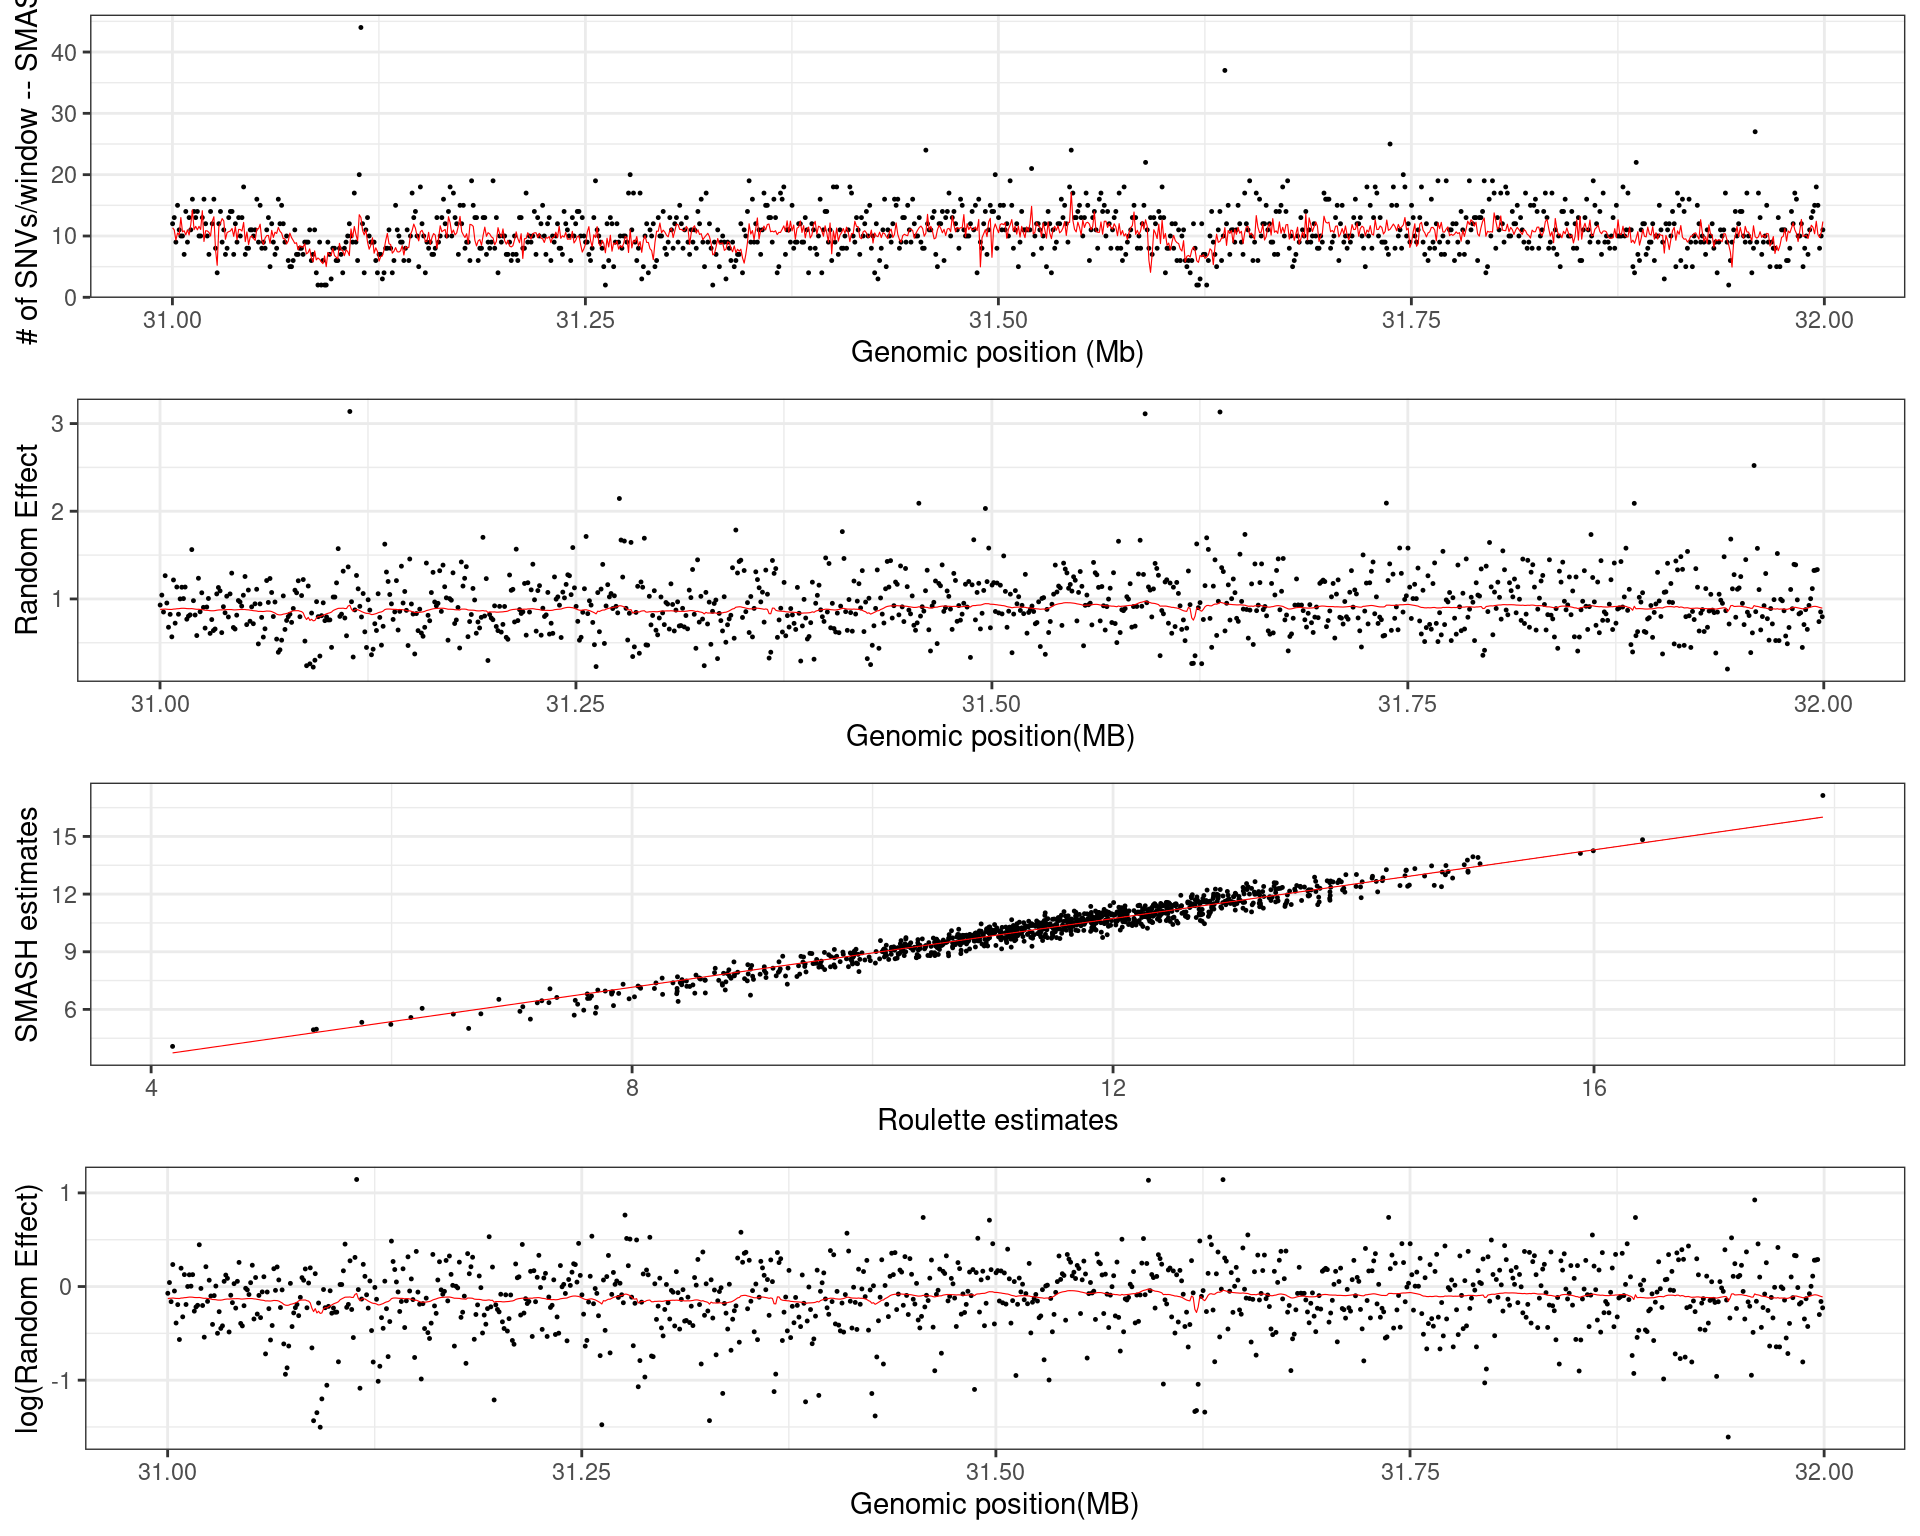 # of SNVs/window -- SMAS
40
30
20
10
0
31.00 31.25 31.50 31.75 32.00
Genomic position (Mb)
Random Effect
3
2
1
31.00 31.25 31.50 31.75 32.00
Genomic position(MB)
SMASH estimates
15
12
9
6
4 8 12 16
Roulette estimates
log(Random Effect)
1
0
-1
31.00 31.25 31.50 31.75 32.00
Genomic position(MB)